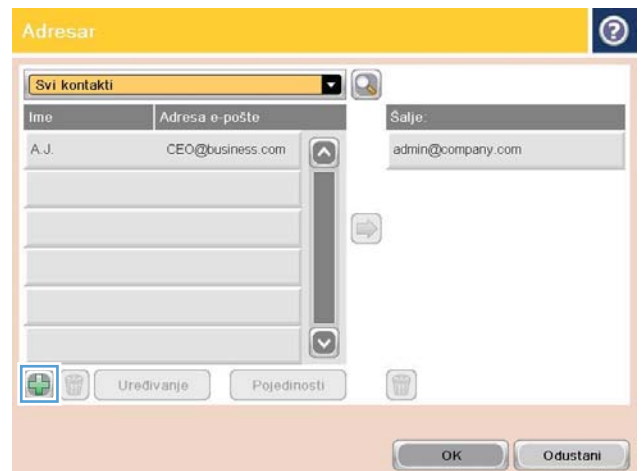 Adresar
Svi kontakti
Ime Adresa e-pošte
Šalje:
A.J. CEO@business.com
admin@company.com
Uređivanje Pojedinosti
OK Odustani